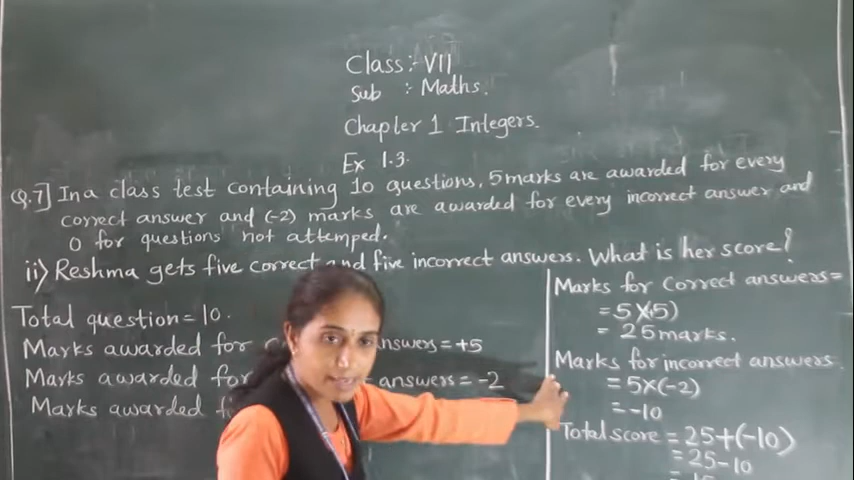 Class:- VII
Sub : Maths.
Chapter 1 Integers.
Ex 1.3.
Q.7] In a class test containing 10 questions, 5 marks are awarded for every
correct answer and (-2) marks are awarded for every incorrect answer and
0 for questions not attemped.
ii) Reshma gets five correct and five incorrect answers. What is her score?
Total question = 10.
Marks awarded for answers = +5
Marks awarded for answers = -2
Marks awarded
Marks for Correct answers =
= 5×(5)
= 25 marks.
Marks for incorrect answers
= 5×(-2)
= -10
Total score = 25+(-10)
= 25-10